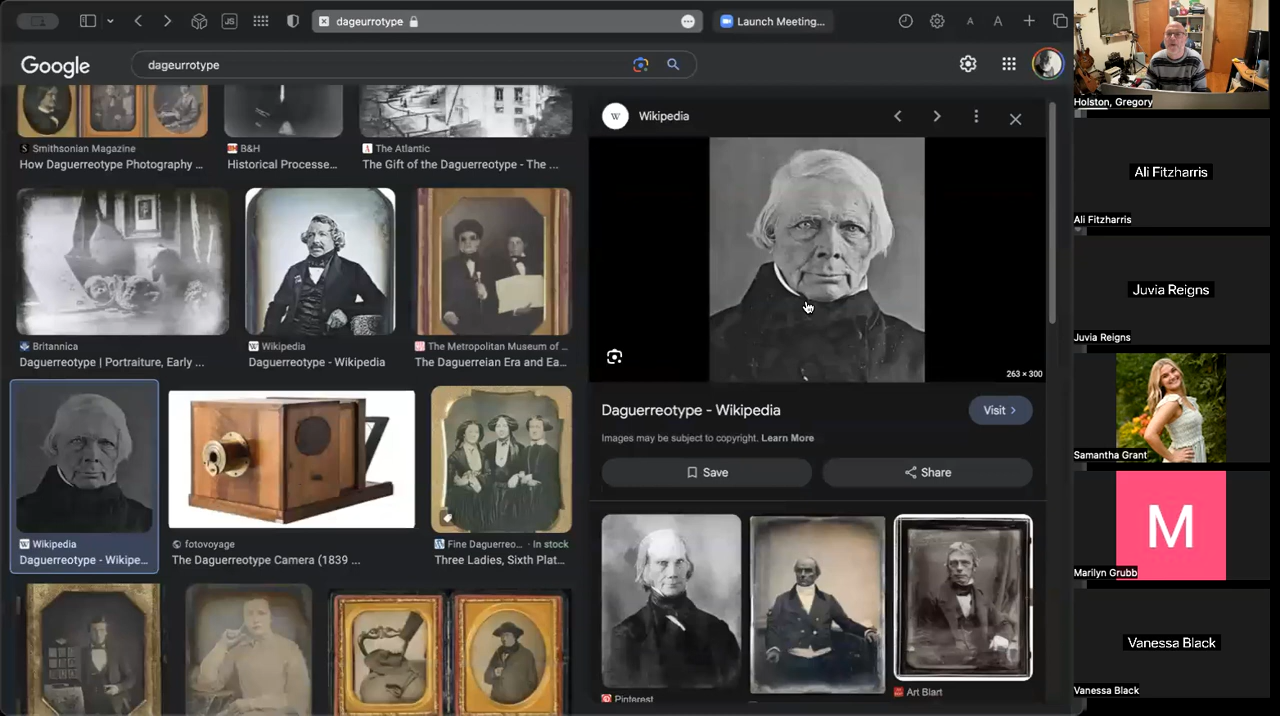 dageurrotype
Launch Meeting...
A
A
Google
dageurrotype
Smithsonian Magazine
How Daguerreotype Photography ...
B&H
Historical Processe...
The Atlantic
The Gift of the Daguerreotype - The ...
Britannica
Daguerreotype | Portraiture, Early ...
Wikipedia
Daguerreotype - Wikipedia
The Metropolitan Museum of ...
The Daguerreian Era and Ea...
Wikipedia
Daguerreotype - Wikipe...
fotovoyage
The Daguerreotype Camera (1839 ...
Fine Daguerreo... · In stock
Three Ladies, Sixth Plat...
W
Wikipedia
263 × 300
Daguerreotype - Wikipedia
Visit
Images may be subject to copyright. Learn More
Save
Share
Pinterest
Art Blart
Holston, Gregory
Ali Fitzharris
Ali Fitzharris
Juvia Reigns
Juvia Reigns
Samantha Grant
M
Marilyn Grubb
Vanessa Black
Vanessa Black